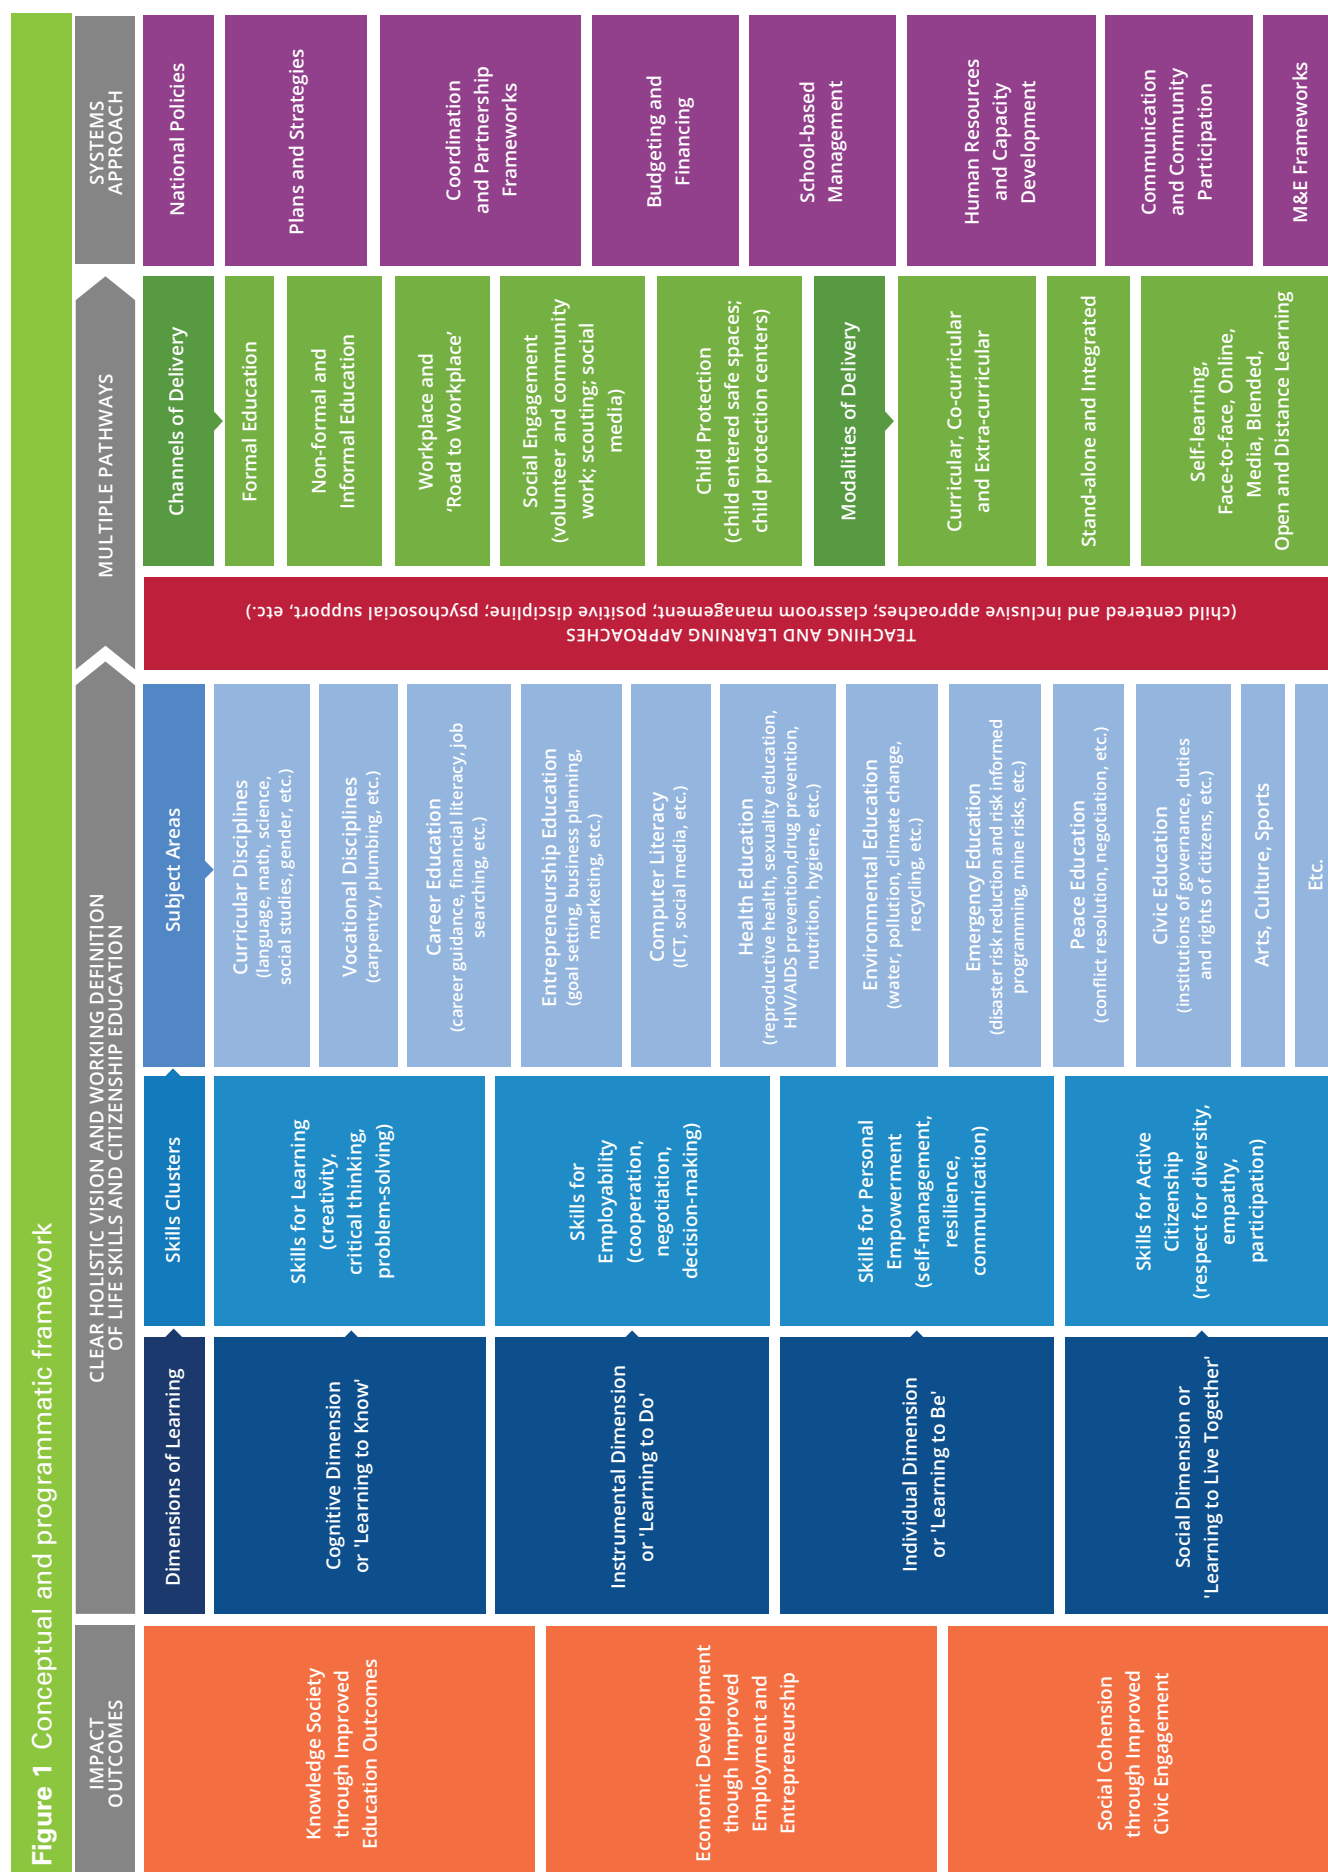 Figure 1 Conceptual and programmatic framework
IMPACT
OUTCOMES
Knowledge Society
through Improved
Education Outcomes
Economic Development
though Improved
Employment and
Entrepreneurship
Social Cohension
through Improved
Civic Engagement
CLEAR HOLISTIC VISION AND WORKING DEFINITION
OF LIFE SKILLS AND CITIZENSHIP EDUCATION
Dimensions of Learning
Cognitive Dimension
or 'Learning to Know'
Instrumental Dimension
or 'Learning to Do'
Individual Dimension
or 'Learning to Be'
Social Dimension or
'Learning to Live Together'
Skills Clusters
Skills for Learning
(creativity,
critical thinking,
problem-solving)
Skills for
Employability
(cooperation,
negotiation,
decision-making)
Skills for Personal
Empowerment
(self-management,
resilience,
communication)
Skills for Active
Citizenship
(respect for diversity,
empathy,
participation)
Subject Areas
Curricular Disciplines
(language, math, science,
social studies, gender, etc.)
Vocational Disciplines
(carpentry, plumbing, etc.)
Career Education
(career guidance, financial literacy, job
searching, etc.)
Entrepreneurship Education
(goal setting, business planning,
marketing, etc.)
Computer Literacy
(ICT, social media, etc.)
Health Education
(reproductive health, sexuality education,
HIV/AIDS prevention,drug prevention,
nutrition, hygiene, etc.)
Environmental Education
(water, pollution, climate change,
recycling, etc.)
Emergency Education
(disaster risk reduction and risk informed
programming, mine risks, etc.)
Peace Education
(conflict resolution, negotiation, etc.)
Civic Education
(institutions of governance, duties
and rights of citizens, etc.)
Arts, Culture, Sports
Etc.
TEACHING AND LEARNING APPROACHES
(child centered and inclusive approaches; classroom management; positive discipline; psychosocial support, etc.)
MULTIPLE PATHWAYS
Channels of Delivery
Formal Education
Non-formal and
Informal Education
Workplace and
‘Road to Workplace’
Social Engagement
(volunteer and community
work; scouting; social
media)
Child Protection
(child entered safe spaces;
child protection centers)
Modalities of Delivery
Curricular, Co-curricular
and Extra-curricular
Stand-alone and Integrated
Self-learning,
Face-to-face, Online,
Media, Blended,
Open and Distance Learning
SYSTEMS
APPROACH
National Policies
Plans and Strategies
Coordination
and Partnership
Frameworks
Budgeting and
Financing
School-based
Management
Human Resources
and Capacity
Development
Communication
and Community
Participation
M&E Frameworks